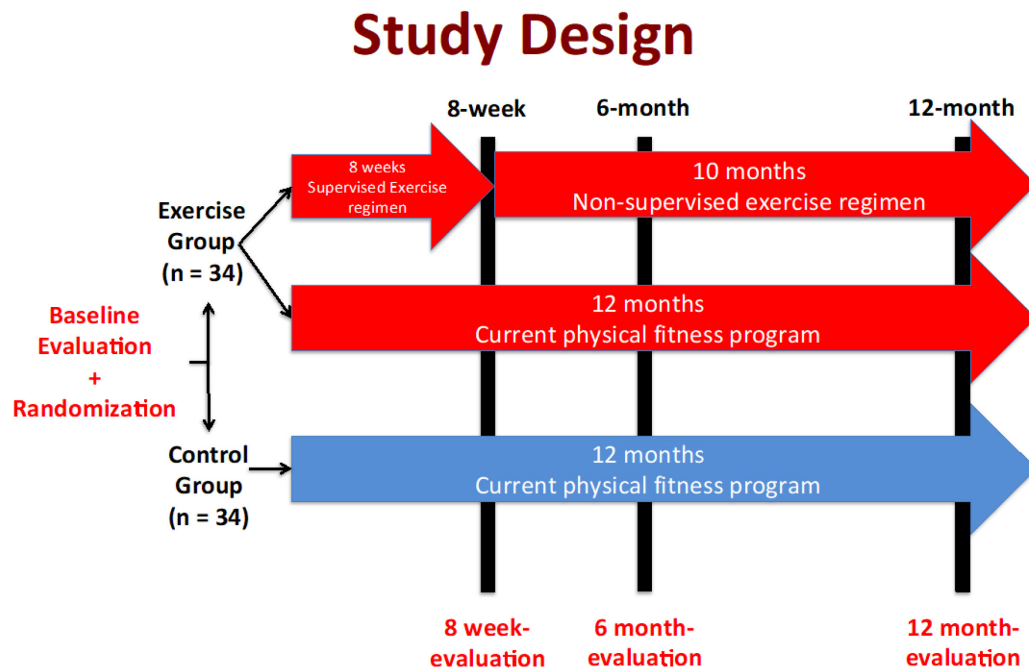 Study Design
8-week
6-month
12-month
8 weeks
Supervised Exercise
regimen
10 months
Non-supervised exercise regimen
Exercise
Group
(n = 34)
12 months
Current physical fitness program
Baseline
Evaluation
+
Randomization
Control
Group
(n = 34)
12 months
Current physical fitness program
8 week-
evaluation
6 month-
evaluation
12 month-
evaluation